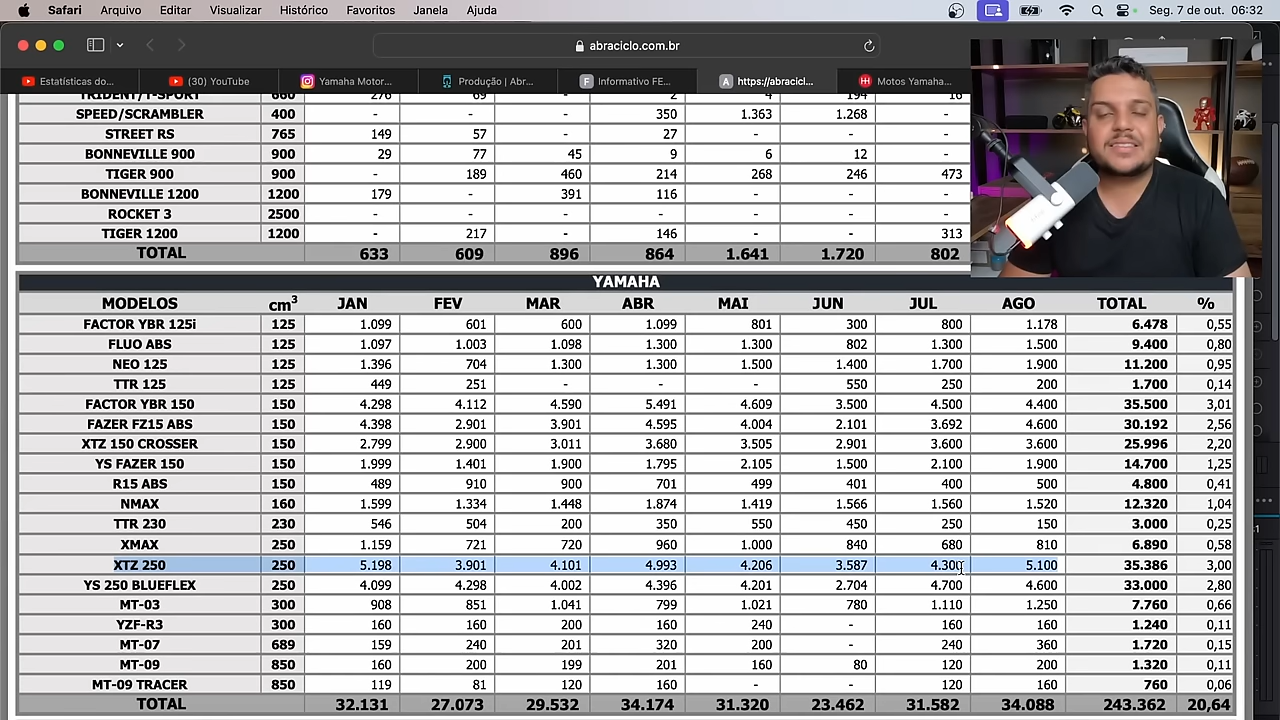 Safari Arquivo Editar Visualizar Histórico Favoritos Janela Ajuda Seg. 7 de out. 06:32
abraciclo.com.br
Estatísticas do... (30) YouTube Yamaha Motor... Produção | Abr... F Informativo FE... A https://abracicl... Motos Yamaha...
TRIDENT/T-SPORT 660 276 69 - 2 4 194 16
SPEED/SCRAMBLER 400 - - - 350 1.363 1.268 -
STREET RS 765 149 57 - 27 - - -
BONNEVILLE 900 900 29 77 45 9 6 12 -
TIGER 900 900 - 189 460 214 268 246 473
BONNEVILLE 1200 1200 179 - 391 116 - - -
ROCKET 3 2500 - - - - - - -
TIGER 1200 1200 - 217 - 146 - - 313
TOTAL 633 609 896 864 1.641 1.720 802
YAMAHA
MODELOS cm³ JAN FEV MAR ABR MAI JUN JUL AGO TOTAL %
FACTOR YBR 125i 125 1.099 601 600 1.099 801 300 800 1.178 6.478 0,55
FLUO ABS 125 1.097 1.003 1.098 1.300 1.300 802 1.300 1.500 9.400 0,80
NEO 125 125 1.396 704 1.300 1.300 1.500 1.400 1.700 1.900 11.200 0,95
TTR 125 125 449 251 - - - 550 250 200 1.700 0,14
FACTOR YBR 150 150 4.298 4.112 4.590 5.491 4.609 3.500 4.500 4.400 35.500 3,01
FAZER FZ15 ABS 150 4.398 2.901 3.901 4.595 4.004 2.101 3.692 4.600 30.192 2,56
XTZ 150 CROSSER 150 2.799 2.900 3.011 3.680 3.505 2.901 3.600 3.600 25.996 2,20
YS FAZER 150 150 1.999 1.401 1.900 1.795 2.105 1.500 2.100 1.900 14.700 1,25
R15 ABS 150 489 910 900 701 499 401 400 500 4.800 0,41
NMAX 160 1.599 1.334 1.448 1.874 1.419 1.566 1.560 1.520 12.320 1,04
TTR 230 230 546 504 200 350 550 450 250 150 3.000 0,25
XMAX 250 1.159 721 720 960 1.000 840 680 810 6.890 0,58
XTZ 250 250 5.198 3.901 4.101 4.993 4.206 3.587 4.300 5.100 35.386 3,00
YS 250 BLUEFLEX 250 4.099 4.298 4.002 4.396 4.201 2.704 4.700 4.600 33.000 2,80
MT-03 300 908 851 1.041 799 1.021 780 1.110 1.250 7.760 0,66
YZF-R3 300 160 160 200 160 240 - 160 160 1.240 0,11
MT-07 689 159 240 201 320 200 - 240 360 1.720 0,15
MT-09 850 160 200 199 201 160 80 120 200 1.320 0,11
MT-09 TRACER 850 119 81 120 160 - - 120 160 760 0,06
TOTAL 32.131 27.073 29.532 34.174 31.320 23.462 31.582 34.088 243.362 20,64